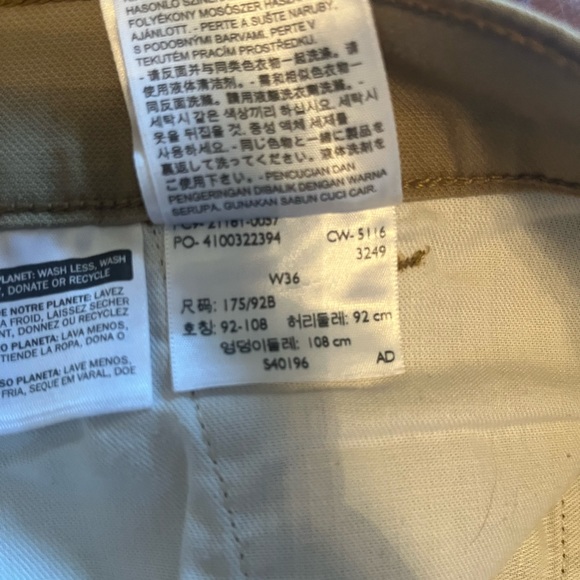 HASONLÓ
FOLYÉKONY MOSÓSZER
AJÁNLOTT. - PERTE A SUŠTE NARUBY.
S PODOBNÝMI BARVAMI. PERTE V
TEKUTÉM PRACÍM PROSTŘEDKU.
- 请反面并与同类色衣物一起洗涤。
使用液体清洁剂。- 需和相似色衣物一
同反面洗滌。請用液態洗衣素洗滌。-
세탁시 같은 색상끼리 하십시오. 세탁시
옷을 뒤집을 것. 중성 액체 세제를
사용하세요. - 同じ色物と一緒に製品を
裏返して洗ってください。液体洗剤を
ご使用下さい。- PENCUCIAN DAN
PENGERINGAN DIBALIK DENGAN WARNA
SERUPA. GUNAKAN SABUN CUCI CAIR.
21161-0057
PO- 4100322394 CW- 5116
3249
W36
尺码: 175/92B
호칭: 92-108 허리둘레: 92 cm
엉덩이둘레: 108 cm
S40196 AD
PLANET: WASH LESS, WASH
, DONATE OR RECYCLE
DE NOTRE PLANETE: LAVEZ
A FROID, LAISSEZ SECHER
NT, DONNEZ OU RECYCLEZ
O PLANETA: LAVA MENOS,
TIENDE LA ROPA, DONA O
SO PLANETA: LAVE MENOS,
FRIA, SEQUE EM VARAL, DOE